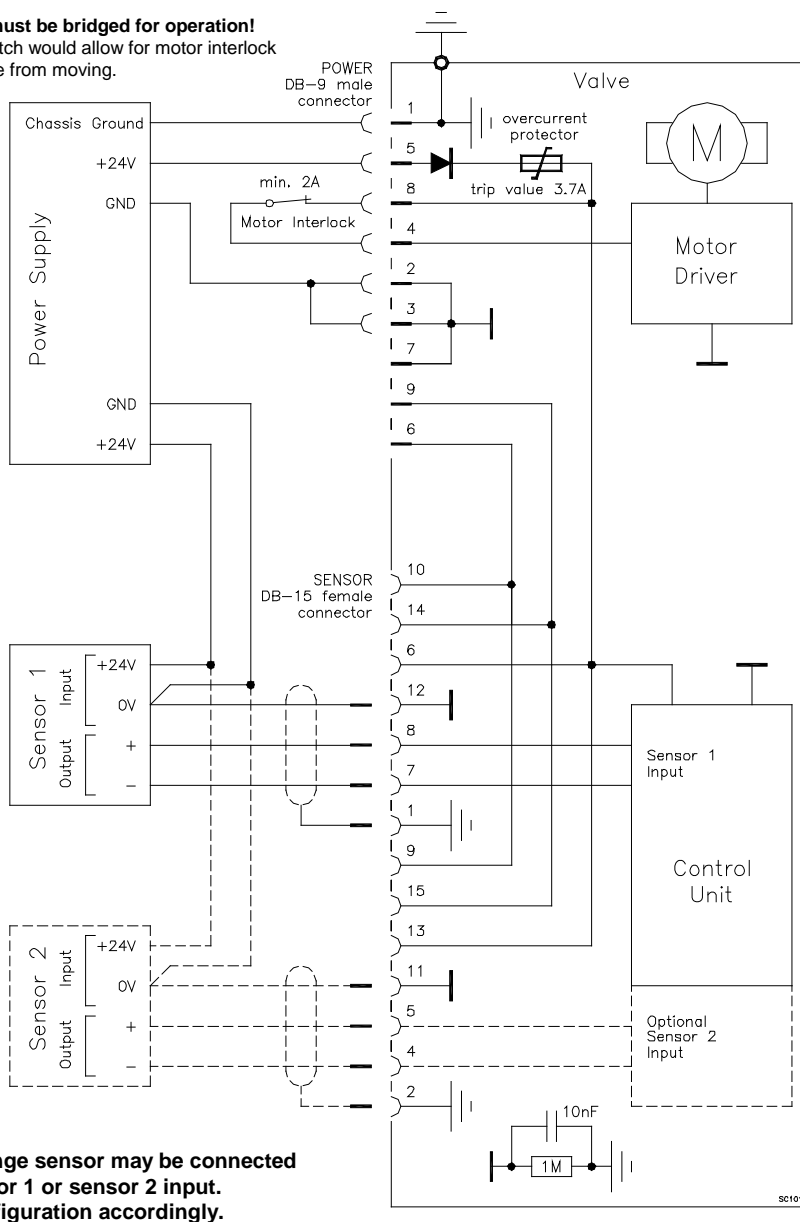 must be bridged for operation!
tch would allow for motor interlock
e from moving.
POWER
DB-9 male
connector
Valve
Chassis Ground
1
overcurrent
protector
M
+24V
5
min. 2A
8
trip value 3.7A
GND
Motor Interlock
4
Motor
Driver
Power Supply
2
3
7
GND
9
+24V
6
SENSOR
DB-15 female
connector
10
14
Sensor 1
Input
+24V
6
0V
12
Output
+
8
Sensor 1
Input
-
7
1
9
Control
Unit
15
13
Sensor 2
Input
+24V
0V
11
Output
+
5
Optional
Sensor 2
Input
-
4
2
10nF
1M
nge sensor may be connected
or 1 or sensor 2 input.
figuration accordingly.